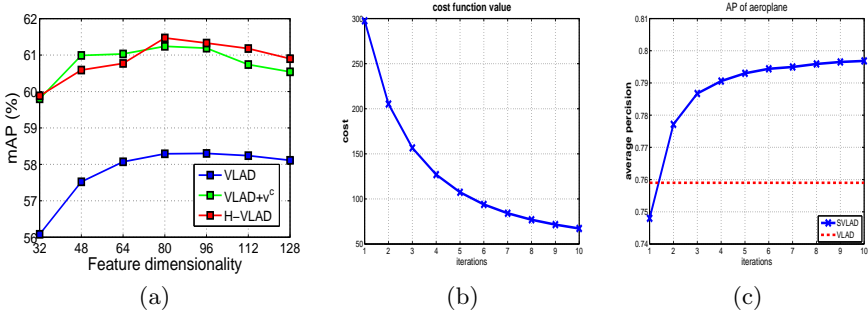 62
61
60
59
58
57
56
32 48 64 80 96 112 128
mAP (%)
Feature dimensionality
VLAD
VLAD+v^c
H-VLAD
(a)
cost function value
300
250
200
150
100
50
1 2 3 4 5 6 7 8 9 10
cost
iterations
(b)
AP of aeroplane
0.81
0.8
0.79
0.78
0.77
0.76
0.75
0.74
1 2 3 4 5 6 7 8 9 10
average percision
iterations
SVLAD
VLAD
(c)